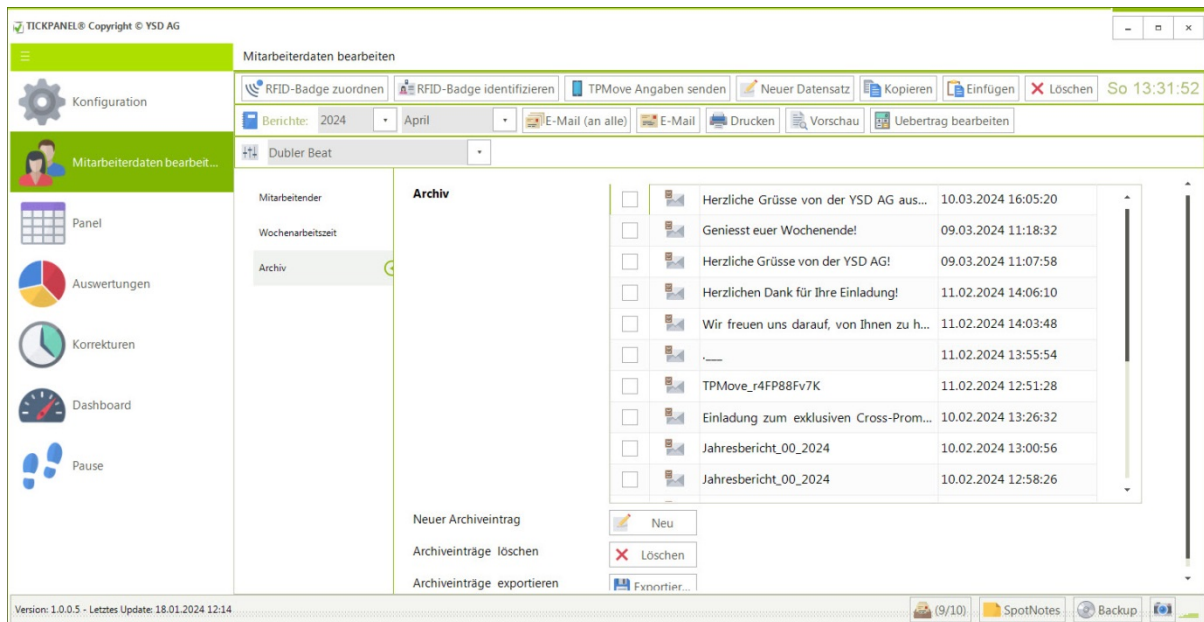 TICKPANEL® Copyright © YSD AG
Mitarbeiterdaten bearbeiten
RFID-Badge zuordnen RFID-Badge identifizieren TPMove Angaben senden Neuer Datensatz Kopieren Einfügen Löschen So 13:31:52
Berichte: 2024 April E-Mail (an alle) E-Mail Drucken Vorschau Uebertrag bearbeiten
Dubler Beat
Konfiguration
Mitarbeiterdaten bearbeit...
Panel
Auswertungen
Korrekturen
Dashboard
Pause
Mitarbeitender
Wochenarbeitszeit
Archiv
Archiv
Herzliche Grüsse von der YSD AG aus... 10.03.2024 16:05:20
Geniesst euer Wochenende! 09.03.2024 11:18:32
Herzliche Grüsse von der YSD AG! 09.03.2024 11:07:58
Herzlichen Dank für Ihre Einladung! 11.02.2024 14:06:10
Wir freuen uns darauf, von Ihnen zu h... 11.02.2024 14:03:48
.___ 11.02.2024 13:55:54
TPMove_r4FP88Fv7K 11.02.2024 12:51:28
Einladung zum exklusiven Cross-Prom... 10.02.2024 13:26:32
Jahresbericht_00_2024 10.02.2024 13:00:56
Jahresbericht_00_2024 10.02.2024 12:58:26
Neuer Archiveintrag Neu
Archiveinträge löschen Löschen
Archiveinträge exportieren Exportier...
Version: 1.0.0.5 - Letztes Update: 18.01.2024 12:14 (9/10) SpotNotes Backup